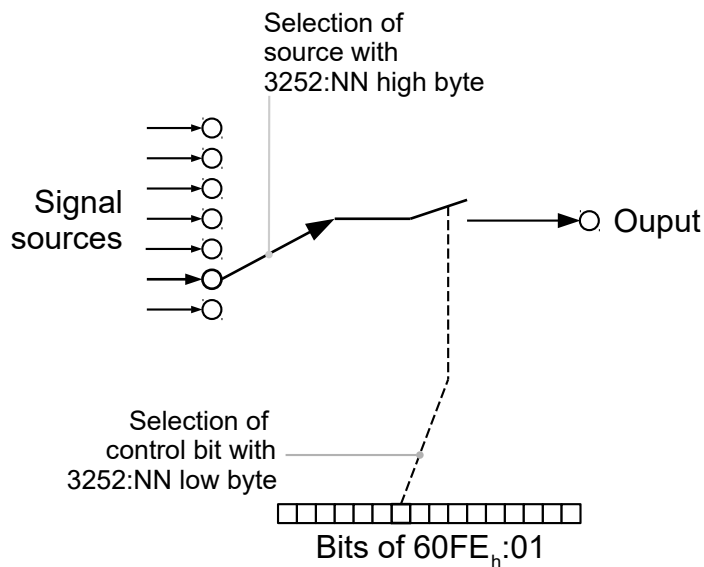 Selection of
source with
3252:NN high byte
Signal
sources
Ouput
Selection of
control bit with
3252:NN low byte
Bits of 60FEₕ:01